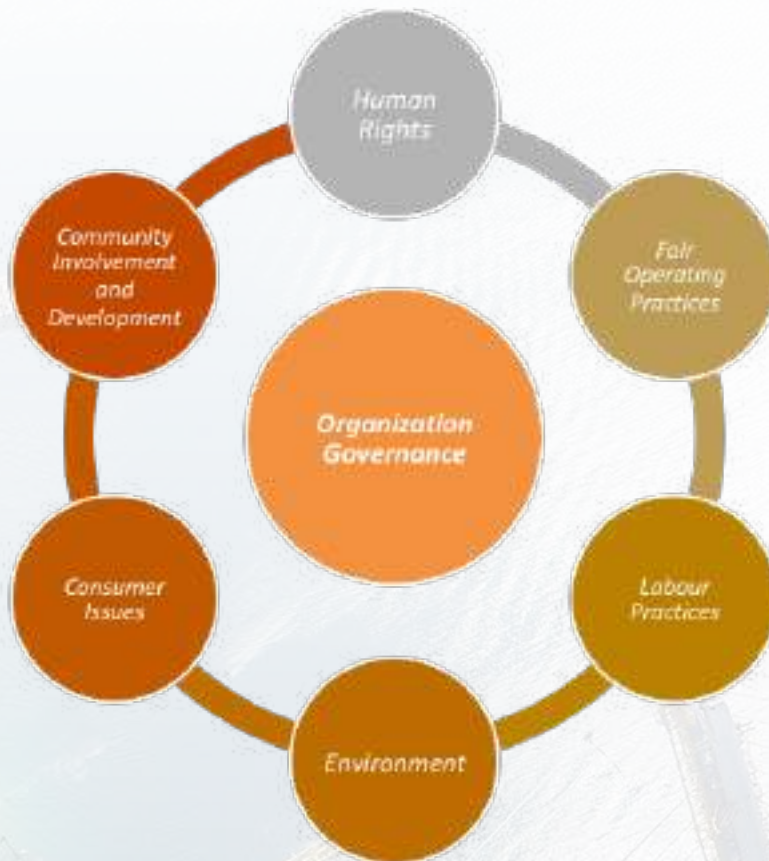 Human
Rights
Fair
Operating
Practices
Labour
Practices
Environment
Consumer
Issues
Community
Involvement
and
Development
Organization
Governance